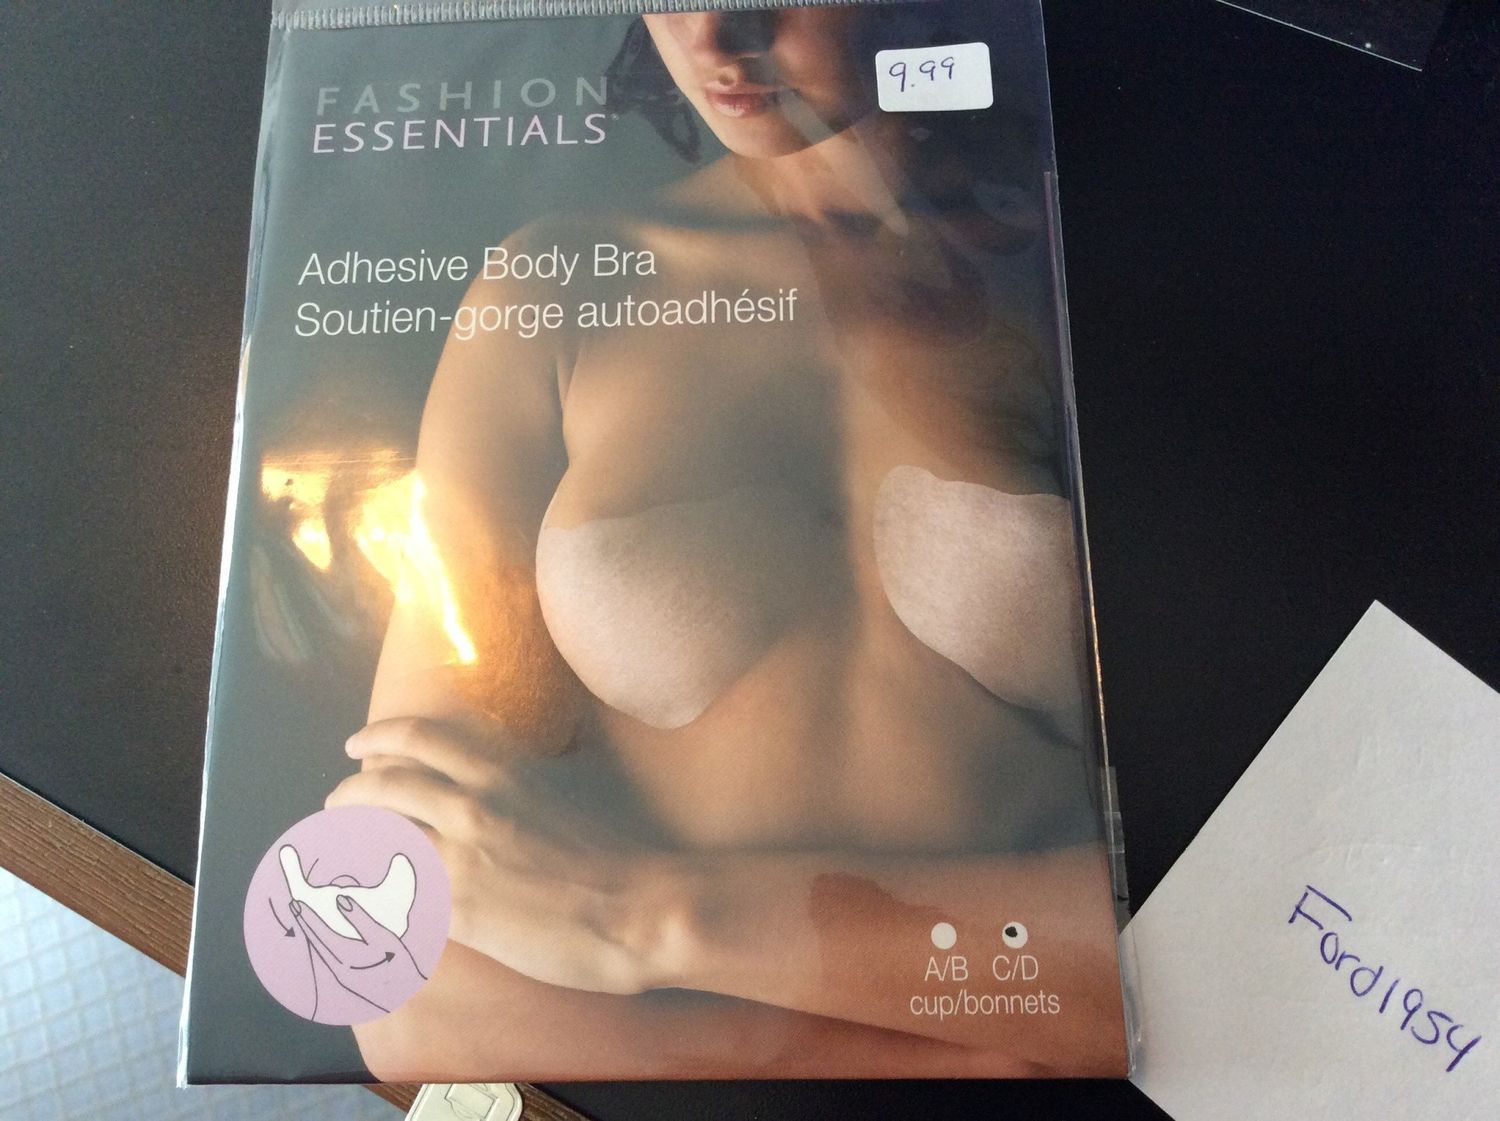 9.99
FASHION
ESSENTIALS
Adhesive Body Bra
Soutien-gorge autoadhésif
A/B C/D
cup/bonnets
Ford1954